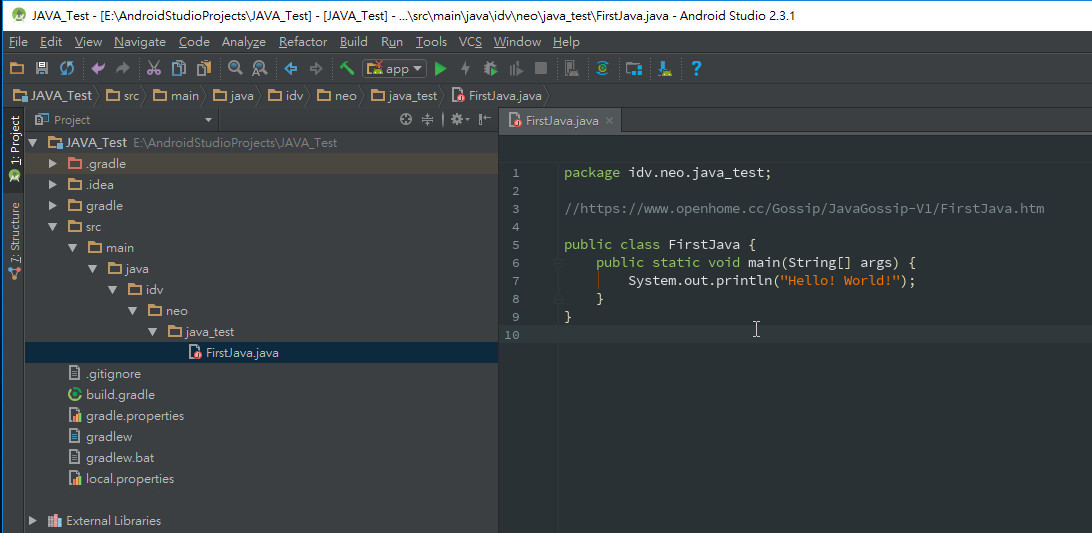 JAVA_Test - [E:\AndroidStudioProjects\JAVA_Test] - [JAVA_Test] - ...\src\main\java\idv\neo\java_test\FirstJava.java - Android Studio 2.3.1
File Edit View Navigate Code Analyze Refactor Build Run Tools VCS Window Help
app
JAVA_Test src main java idv neo java_test FirstJava.java
1: Project
7: Structure
Project
JAVA_Test E:\AndroidStudioProjects\JAVA_Test
.gradle
.idea
gradle
src
main
java
idv
neo
java_test
FirstJava.java
.gitignore
build.gradle
gradle.properties
gradlew
gradlew.bat
local.properties
External Libraries
FirstJava.java
1 package idv.neo.java_test;
2
3 //https://www.openhome.cc/Gossip/JavaGossip-V1/FirstJava.htm
4
5 public class FirstJava {
6 public static void main(String[] args) {
7 System.out.println("Hello! World!");
8 }
9 }
10